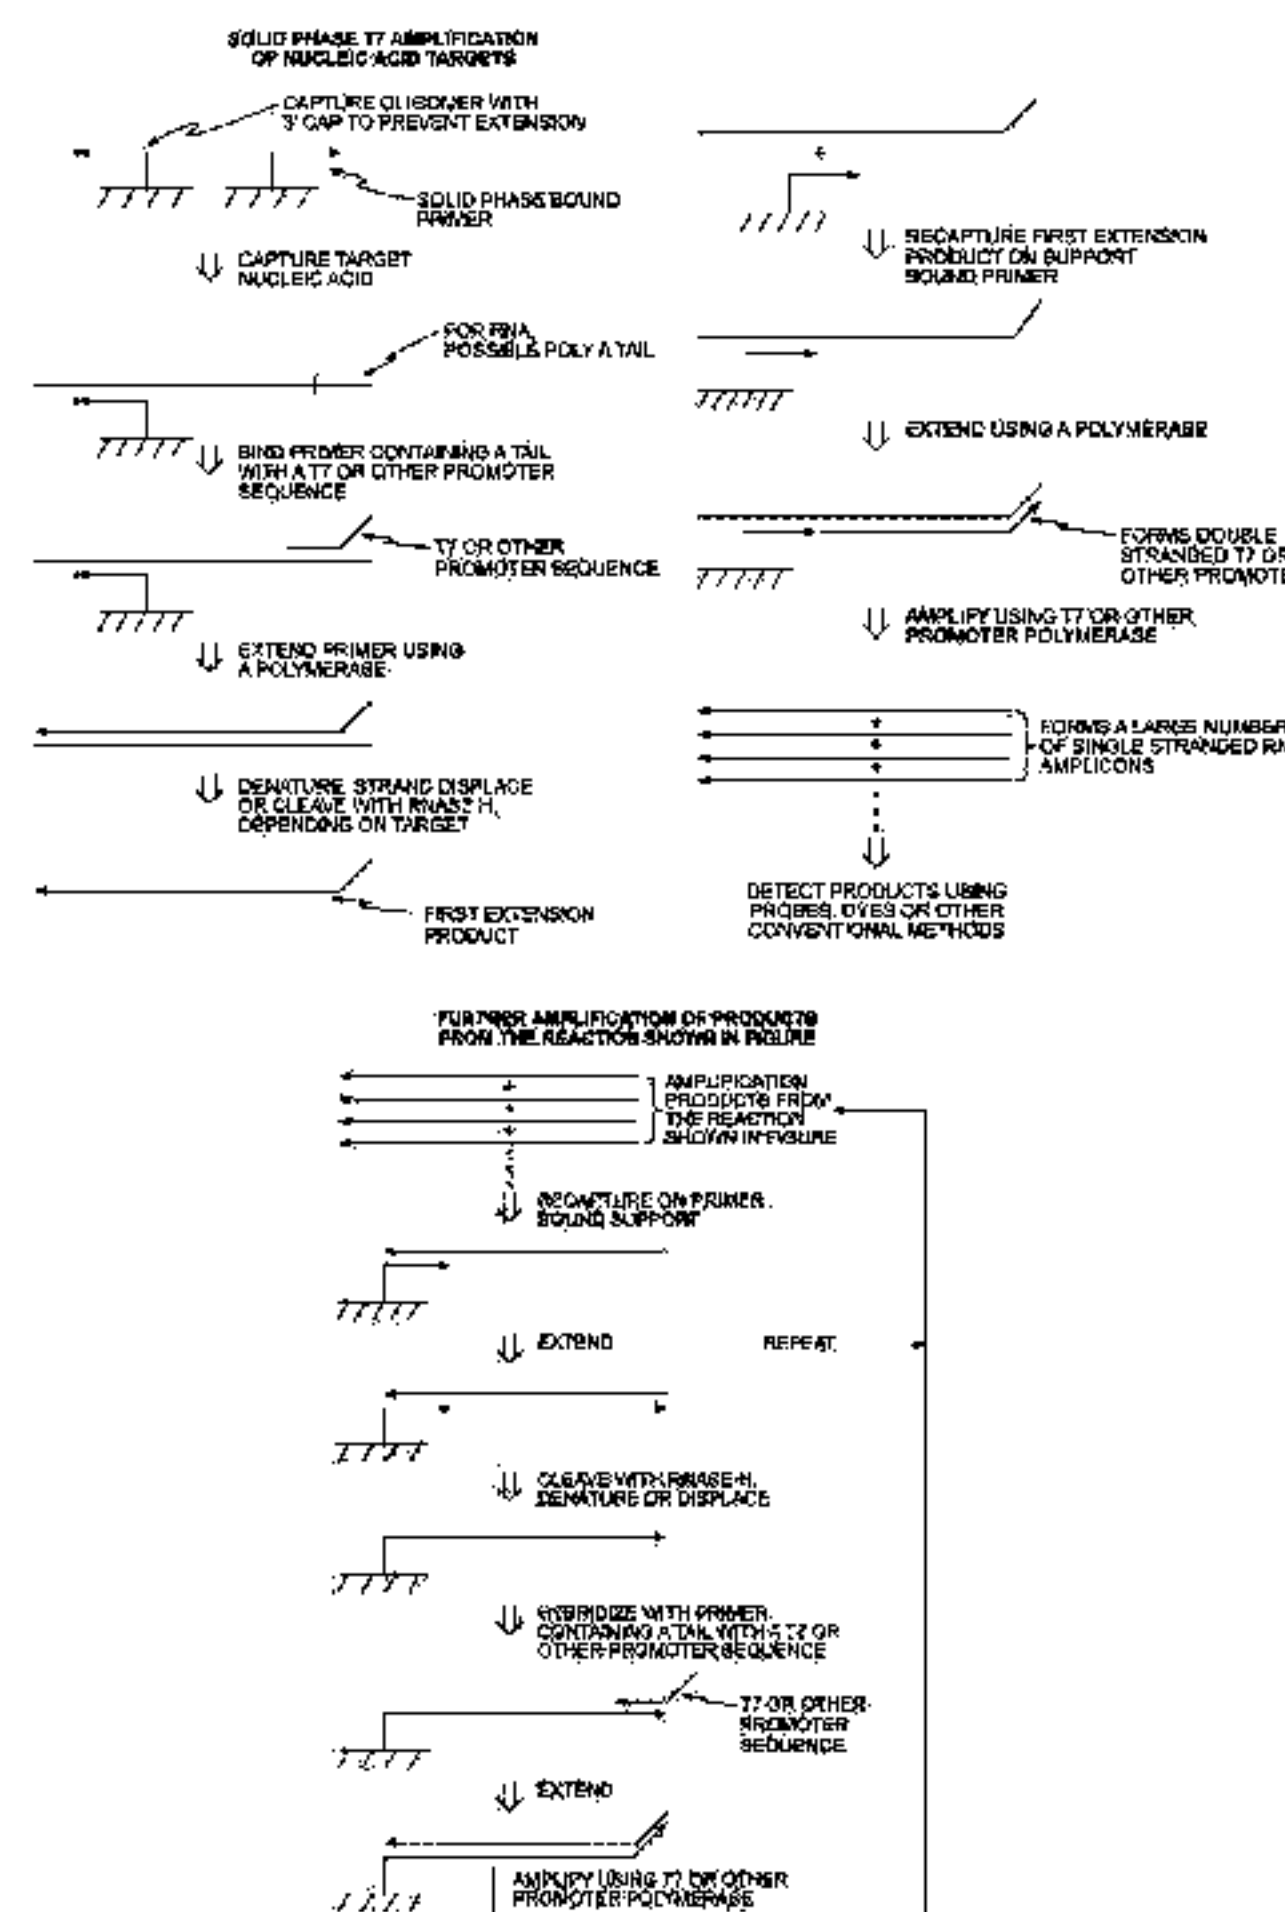 SOLID PHASE T7 AMPLIFICATION
OF NUCLEIC ACID TARGETS
CAPTURE OLIGOMER WITH
3' CAP TO PREVENT EXTENSION
SOLID PHASE BOUND
PRIMER
CAPTURE TARGET
NUCLEIC ACID
FOR RNA,
POSSIBLE POLY A TAIL
BIND PRIMER CONTAINING A TAIL
WITH A T7 OR OTHER PROMOTER
SEQUENCE
T7 OR OTHER
PROMOTER SEQUENCE
EXTEND PRIMER USING
A POLYMERASE
DENATURE, STRAND DISPLACE
OR CLEAVE WITH RNASE H,
DEPENDING ON TARGET
FIRST EXTENSION
PRODUCT
RECAPTURE FIRST EXTENSION
PRODUCT ON SUPPORT
BOUND PRIMER
EXTEND USING A POLYMERASE
FORMS DOUBLE
STRANDED T7 OR
OTHER PROMOTE
AMPLIFY USING T7 OR OTHER
PROMOTER POLYMERASE
FORMS A LARGE NUMBER
OF SINGLE STRANDED RN
AMPLICONS
DETECT PRODUCTS USING
PROBES, DYES OR OTHER
CONVENTIONAL METHODS
FURTHER AMPLIFICATION OF PRODUCTS
FROM THE REACTION SHOWN IN FIGURE
AMPLIFICATION
PRODUCTS FROM
THE REACTION
SHOWN IN FIGURE
RECAPTURE ON PRIMER
BOUND SUPPORT
EXTEND
REPEAT
CLEAVE WITH RNASE H,
DENATURE OR DISPLACE
HYBRIDIZE WITH PRIMER
CONTAINING A TAIL WITH A T7 OR
OTHER PROMOTER SEQUENCE
T7 OR OTHER
PROMOTER
SEQUENCE
EXTEND
AMPLIFY USING T7 OR OTHER
PROMOTER POLYMERASE